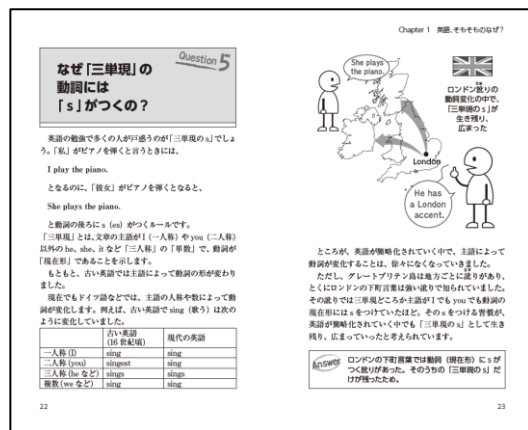 Question 5
なぜ「三単現」の
動詞には
「s」がつくの？
英語の勉強で多くの人が戸惑うのが「三単現のs」でしょ
う。「私」がピアノを弾くと言うときには、
I play the piano.
となるのに、「彼女」がピアノを弾くとなると、
She plays the piano.
と動詞の後ろにs（es）がつくルールです。
「三単現」とは、文章の主語がI（一人称）やyou（二人称）
以外のhe、she、itなど「三人称」の「単数」で、動詞が
「現在形」であることを示します。
もともと、古い英語では主語によって動詞の形が変わり
ました。
現在でもドイツ語などでは、主語の人称や数によって動
詞が変化します。例えば、古い英語でsing（歌う）は次の
ように変化していました。
古い英語 現代の英語
（16世紀頃）
一人称（I） sing sing
二人称（you） singest sing
三人称（heなど） sings sings
複数（weなど） sing sing
22
Chapter 1 英語、そもそものなぜ？
She plays
the piano.
ロンドン訛りの
動詞変化の中で、
「三単現のs」が
生き残り、
広まった
London
He has
a London
accent.
ところが、英語が簡略化されていく中で、主語によって
動詞が変化することは、徐々になくなっていきました。
ただし、グレートブリテン島は地方ごとに訛りがあり、
とくにロンドンの下町言葉は強い訛りで知られていました。
その訛りでは三単現どころか主語がIでもyouでも動詞の
現在形にはsをつけていたほど。そのsをつける習慣が、
英語が簡略化されていく中でも「三単現のs」として生き
残り、広まっていったと考えられています。
Answer
ロンドンの下町言葉では動詞（現在形）にsが
つく訛りがあった。そのうちの「三単現のs」だ
けが残ったため。
23